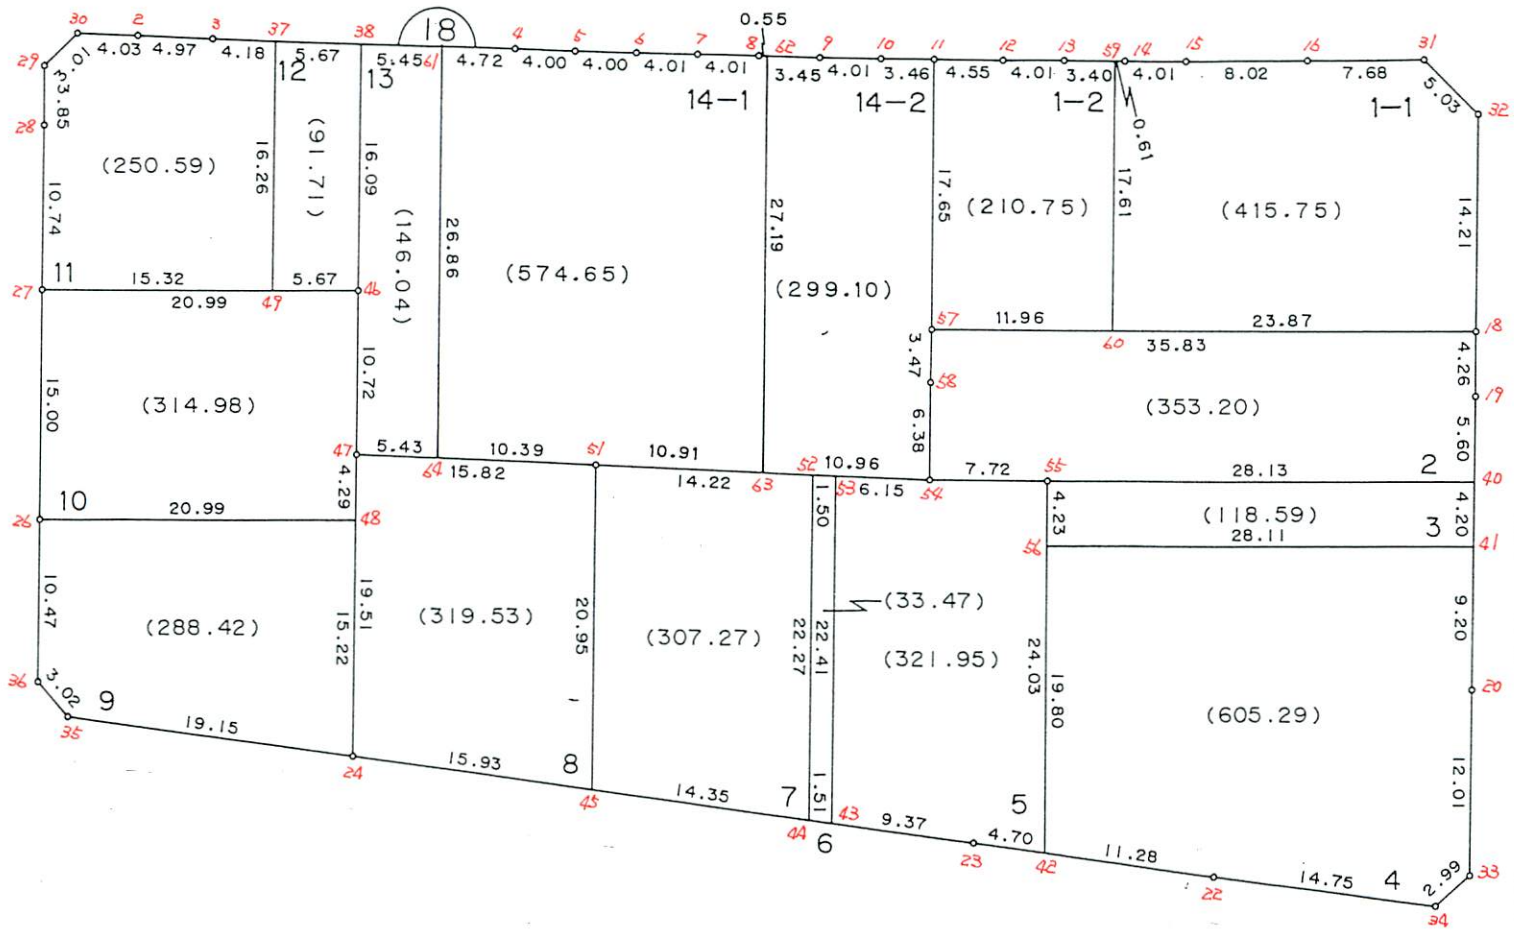 30 2 3 37 38 18 4 5 6 7 8 0.55 62 9 10 11 12 13 59 14 15 16 31
3.01 4.03 4.97 4.18 5.67 5.45 61 4.72 4.00 4.00 4.01 4.01 3.45 4.01 3.46 4.55 4.01 3.40 4.01 8.02 7.68 5.03
29 12 13 14-1 14-2 1-2 0.61 1-1 32
3.85
28
(250.59) 16.26 (91.71) 16.09 (146.04) 26.86 (574.65) 27.19 (299.10) 17.65 (210.75) 17.61 (415.75) 14.21
10.74
11 15.32 5.67
27 20.99 49 46
57 11.96 23.87 18
60 35.83
3.47 4.26
58 19
15.00 (314.98) 10.72 6.38 (353.20) 5.60
47 5.43 10.39 51 10.91 52 10.96 7.72 55 28.13 2
64 15.82 14.22 63 53 6.15 54 40
4.29 1.50 4.23 (118.59) 4.20
26 10 20.99 48 56 28.11 3 41
10.47 (288.42) 19.51 15.22 (319.53) 20.95 (307.27) 22.27 22.41 (33.47) (321.95) 24.03 19.80 (605.29) 9.20
20
36 3.02 9
35 19.15 24 15.93 8 45 14.35 7 1.51 44 43 6 9.37 23 4.70 5 42 11.28 22 14.75 4 34 2.99 33 12.01